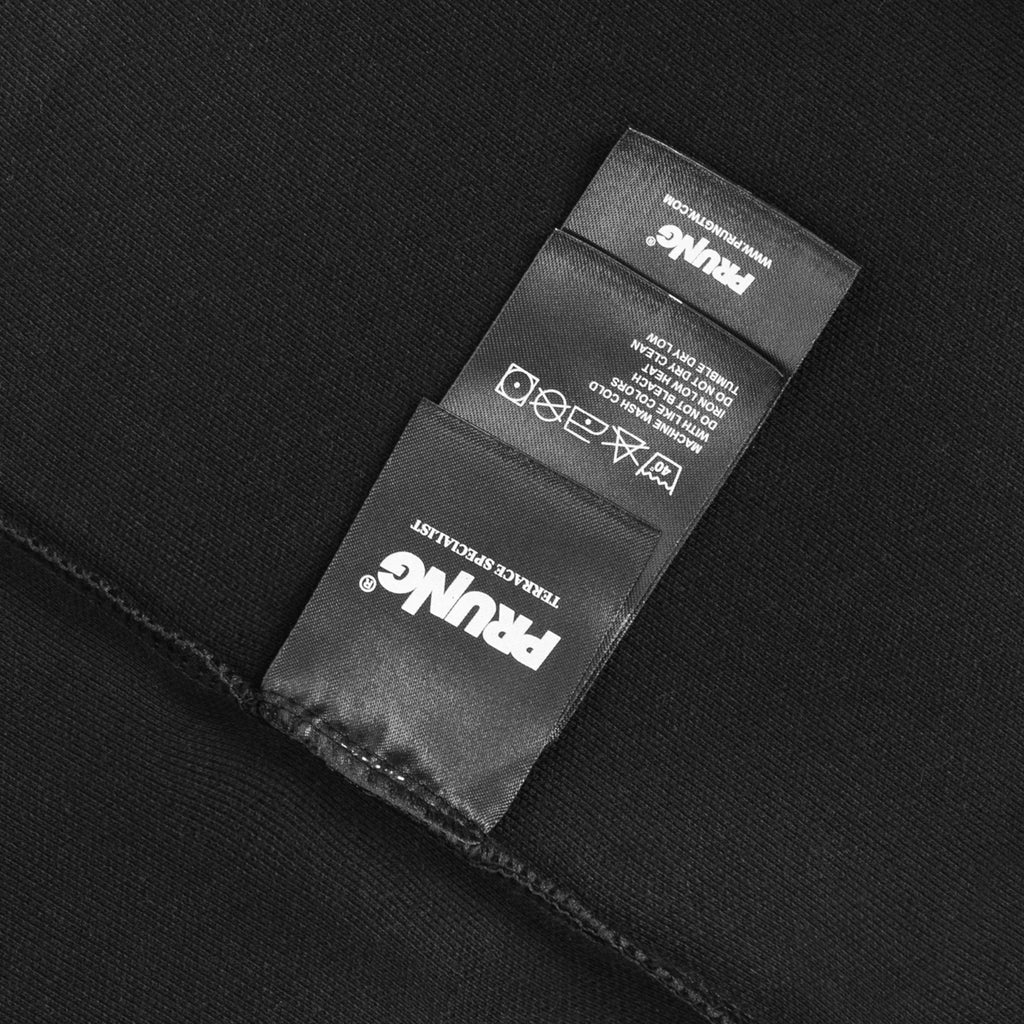 PRUNG®
TERRACE SPECIALIST
40°
MACHINE WASH COLD
WITH LIKE COLORS
DO NOT BLEACH
IRON LOW HEAT
DO NOT DRY CLEAN
TUMBLE DRY LOW
PRUNG®
WWW.PRUNGTW.COM